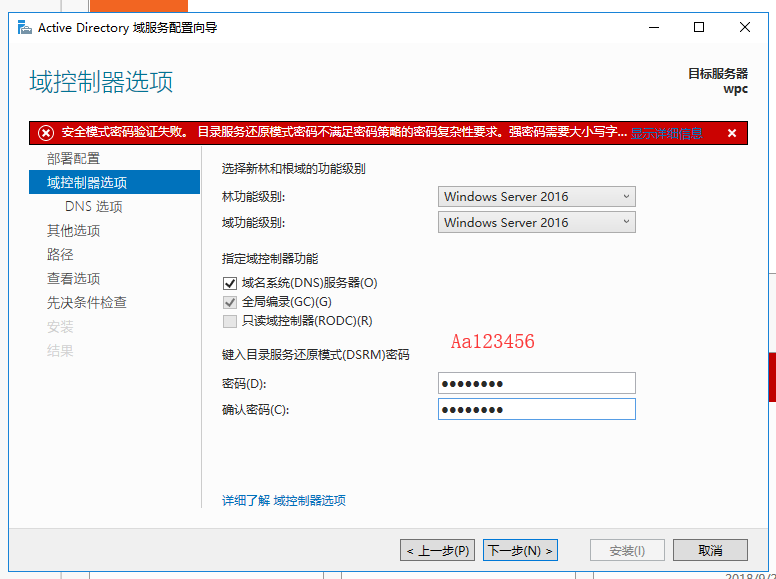 Active Directory 域服务配置向导
域控制器选项
目标服务器
wpc
安全模式密码验证失败。 目录服务还原模式密码不满足密码策略的密码复杂性要求。强密码需要大小写字... 显示详细信息
部署配置
域控制器选项
DNS 选项
其他选项
路径
查看选项
先决条件检查
安装
结果
选择新林和根域的功能级别
林功能级别: Windows Server 2016
域功能级别: Windows Server 2016
指定域控制器功能
域名系统(DNS)服务器(O)
全局编录(GC)(G)
只读域控制器(RODC)(R)
Aa123456
键入目录服务还原模式(DSRM)密码
密码(D):
确认密码(C):
详细了解 域控制器选项
< 上一步(P) 下一步(N) > 安装(I) 取消